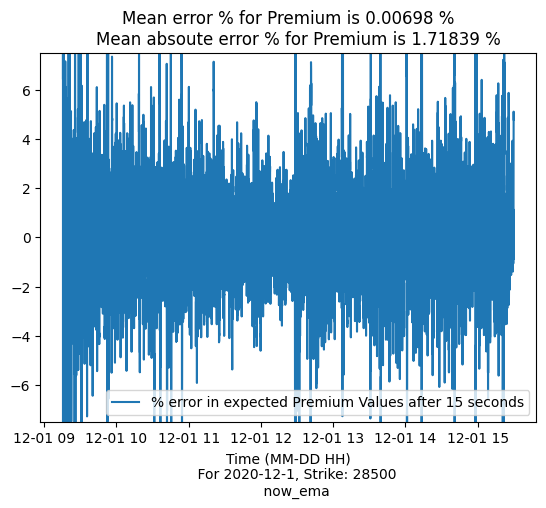 Mean error % for Premium is 0.00698 %
Mean absoute error % for Premium is 1.71839 %
6
4
2
0
−2
−4
−6
% error in expected Premium Values after 15 seconds
12-01 09 12-01 10 12-01 11 12-01 12 12-01 13 12-01 14 12-01 15
Time (MM-DD HH)
For 2020-12-1, Strike: 28500
now_ema